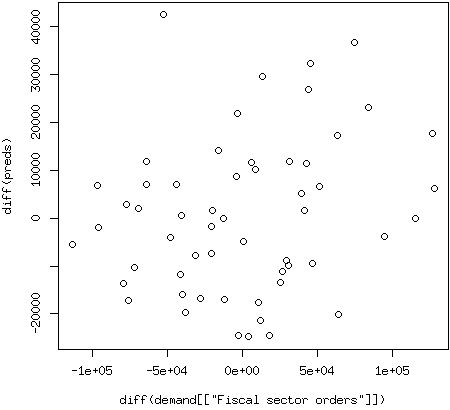 diff(preds)
40000
30000
20000
10000
0
-20000
-1e+05
-5e+04
0e+00
5e+04
1e+05
diff(demand[["Fiscal sector orders"]])